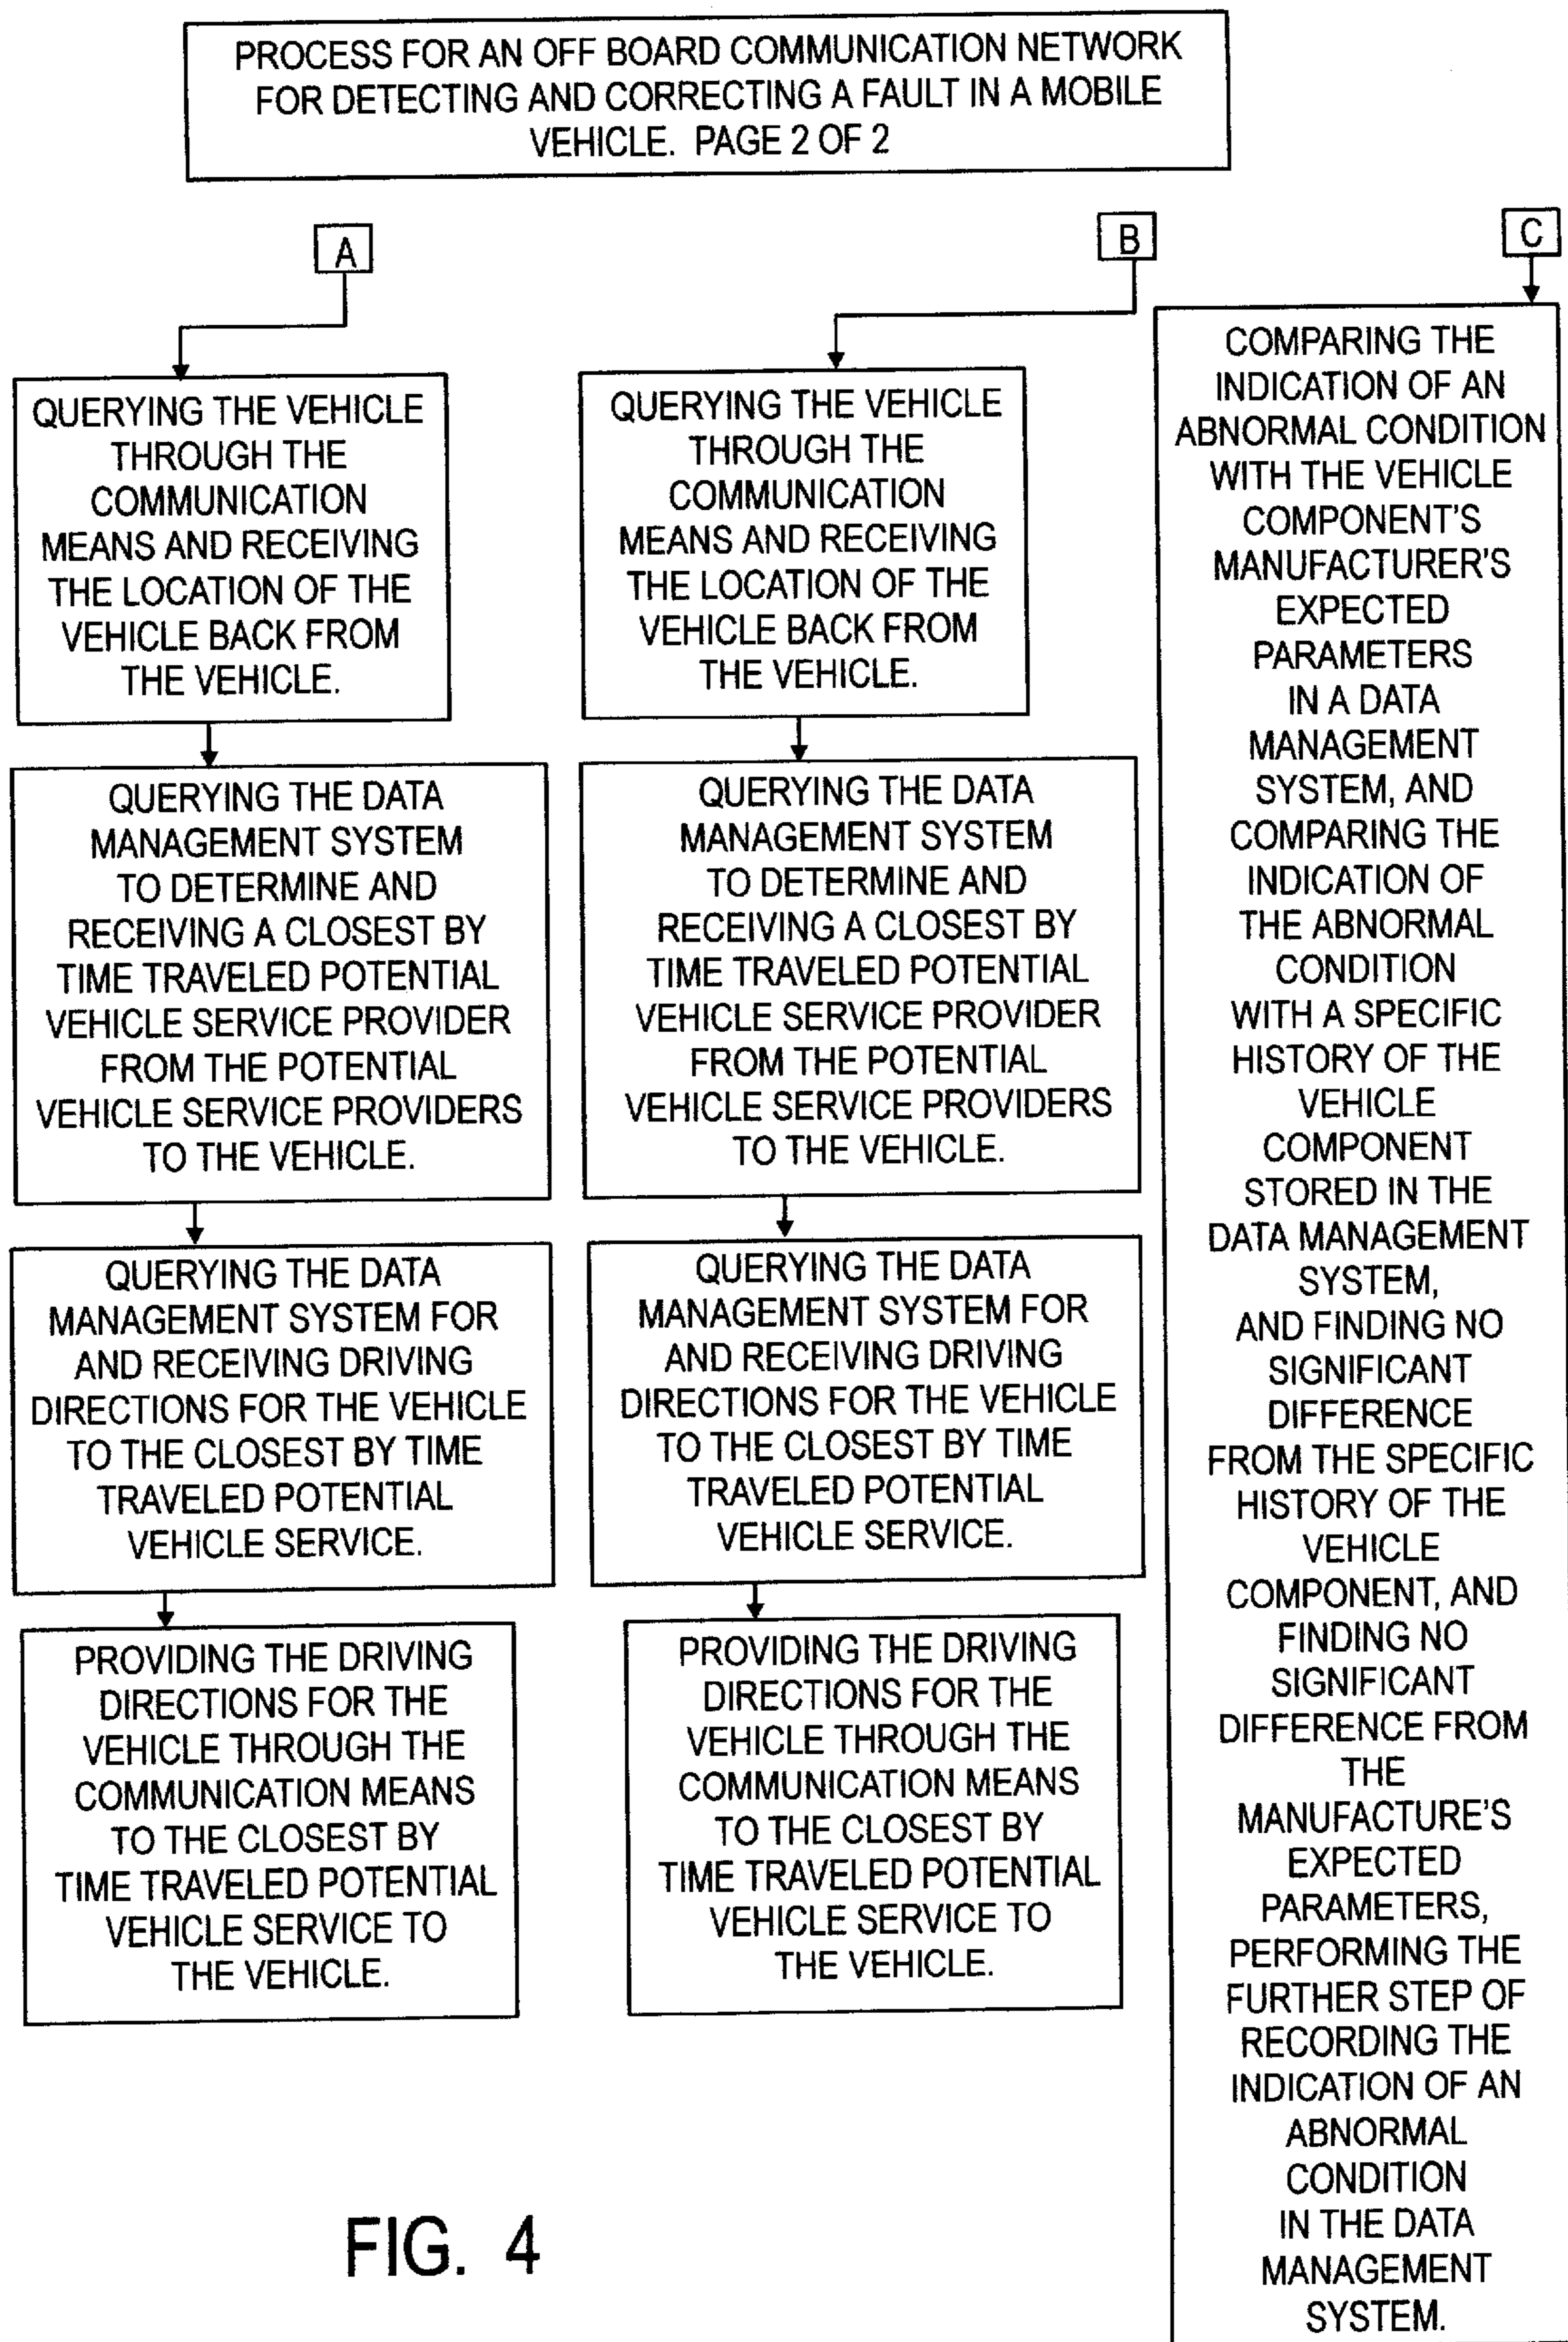 PROCESS FOR AN OFF BOARD COMMUNICATION NETWORK
FOR DETECTING AND CORRECTING A FAULT IN A MOBILE
VEHICLE. PAGE 2 OF 2
A
QUERYING THE VEHICLE
THROUGH THE
COMMUNICATION
MEANS AND RECEIVING
THE LOCATION OF THE
VEHICLE BACK FROM
THE VEHICLE.
QUERYING THE DATA
MANAGEMENT SYSTEM
TO DETERMINE AND
RECEIVING A CLOSEST BY
TIME TRAVELED POTENTIAL
VEHICLE SERVICE PROVIDER
FROM THE POTENTIAL
VEHICLE SERVICE PROVIDERS
TO THE VEHICLE.
QUERYING THE DATA
MANAGEMENT SYSTEM FOR
AND RECEIVING DRIVING
DIRECTIONS FOR THE VEHICLE
TO THE CLOSEST BY TIME
TRAVELED POTENTIAL
VEHICLE SERVICE.
PROVIDING THE DRIVING
DIRECTIONS FOR THE
VEHICLE THROUGH THE
COMMUNICATION MEANS
TO THE CLOSEST BY
TIME TRAVELED POTENTIAL
VEHICLE SERVICE TO
THE VEHICLE.
B
QUERYING THE VEHICLE
THROUGH THE
COMMUNICATION
MEANS AND RECEIVING
THE LOCATION OF THE
VEHICLE BACK FROM
THE VEHICLE.
QUERYING THE DATA
MANAGEMENT SYSTEM
TO DETERMINE AND
RECEIVING A CLOSEST BY
TIME TRAVELED POTENTIAL
VEHICLE SERVICE PROVIDER
FROM THE POTENTIAL
VEHICLE SERVICE PROVIDERS
TO THE VEHICLE.
QUERYING THE DATA
MANAGEMENT SYSTEM FOR
AND RECEIVING DRIVING
DIRECTIONS FOR THE VEHICLE
TO THE CLOSEST BY TIME
TRAVELED POTENTIAL
VEHICLE SERVICE.
PROVIDING THE DRIVING
DIRECTIONS FOR THE
VEHICLE THROUGH THE
COMMUNICATION MEANS
TO THE CLOSEST BY
TIME TRAVELED POTENTIAL
VEHICLE SERVICE TO
THE VEHICLE.
C
COMPARING THE
INDICATION OF AN
ABNORMAL CONDITION
WITH THE VEHICLE
COMPONENT'S
MANUFACTURER'S
EXPECTED
PARAMETERS
IN A DATA
MANAGEMENT
SYSTEM, AND
COMPARING THE
INDICATION OF
THE ABNORMAL
CONDITION
WITH A SPECIFIC
HISTORY OF THE
VEHICLE
COMPONENT
STORED IN THE
DATA MANAGEMENT
SYSTEM,
AND FINDING NO
SIGNIFICANT
DIFFERENCE
FROM THE SPECIFIC
HISTORY OF THE
VEHICLE
COMPONENT, AND
FINDING NO
SIGNIFICANT
DIFFERENCE FROM
THE
MANUFACTURE'S
EXPECTED
PARAMETERS,
PERFORMING THE
FURTHER STEP OF
RECORDING THE
INDICATION OF AN
ABNORMAL
CONDITION
IN THE DATA
MANAGEMENT
SYSTEM.
FIG. 4